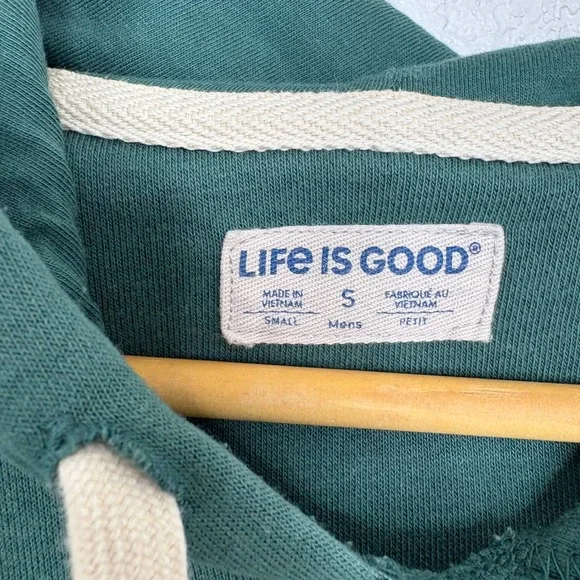 LIFe IS GOOD®
MADE IN VIETNAM
SMALL
S
Mens
FABRIQUÉ AU VIETNAM
PETIT